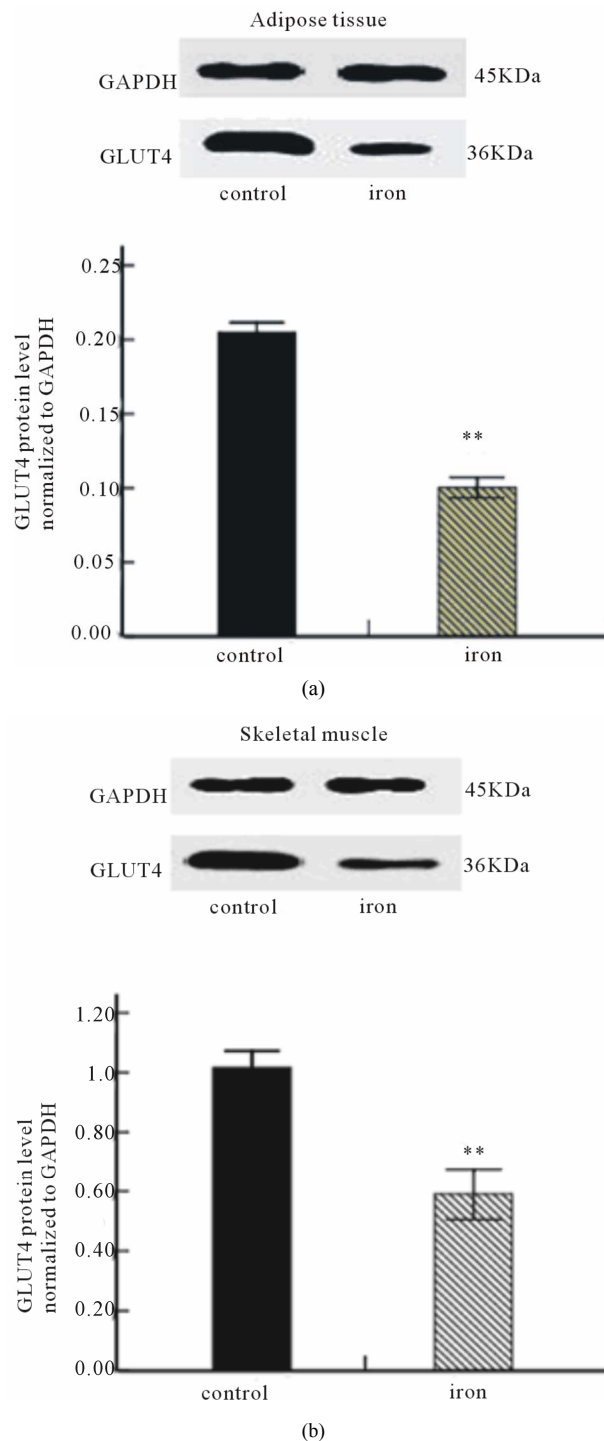 Adipose tissue
GAPDH 45KDa
GLUT4 36KDa
control iron
0.25
0.20
0.15
0.10
0.05
0.00
GLUT4 protein level
normalized to GAPDH
**
control iron
(a)
Skeletal muscle
GAPDH 45KDa
GLUT4 36KDa
control iron
1.20
1.0
0.80
0.60
0.40
0.20
0.00
GLUT4 protein level
normalized to GAPDH
**
control iron
(b)